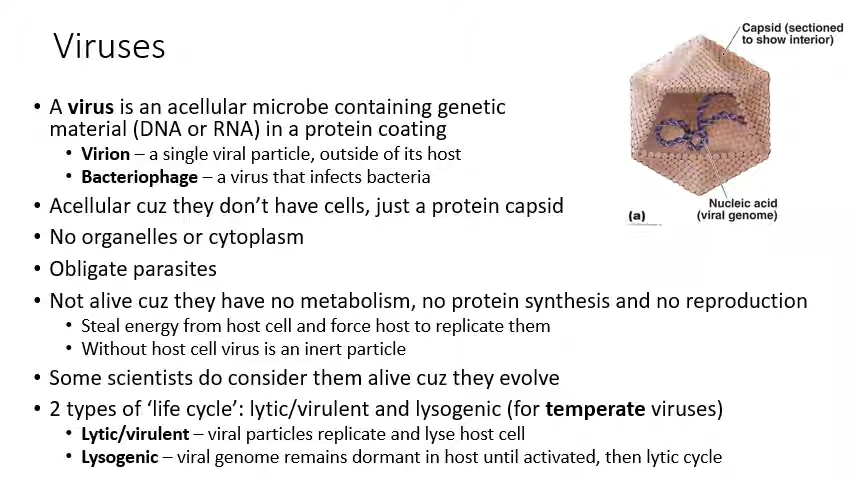 Viruses
Capsid (sectioned
to show interior)
• A virus is an acellular microbe containing genetic
material (DNA or RNA) in a protein coating
• Virion – a single viral particle, outside of its host
• Bacteriophage – a virus that infects bacteria
Nucleic acid
(viral genome)
(a)
• Acellular cuz they don’t have cells, just a protein capsid
• No organelles or cytoplasm
• Obligate parasites
• Not alive cuz they have no metabolism, no protein synthesis and no reproduction
• Steal energy from host cell and force host to replicate them
• Without host cell virus is an inert particle
• Some scientists do consider them alive cuz they evolve
• 2 types of ‘life cycle’: lytic/virulent and lysogenic (for temperate viruses)
• Lytic/virulent – viral particles replicate and lyse host cell
• Lysogenic – viral genome remains dormant in host until activated, then lytic cycle